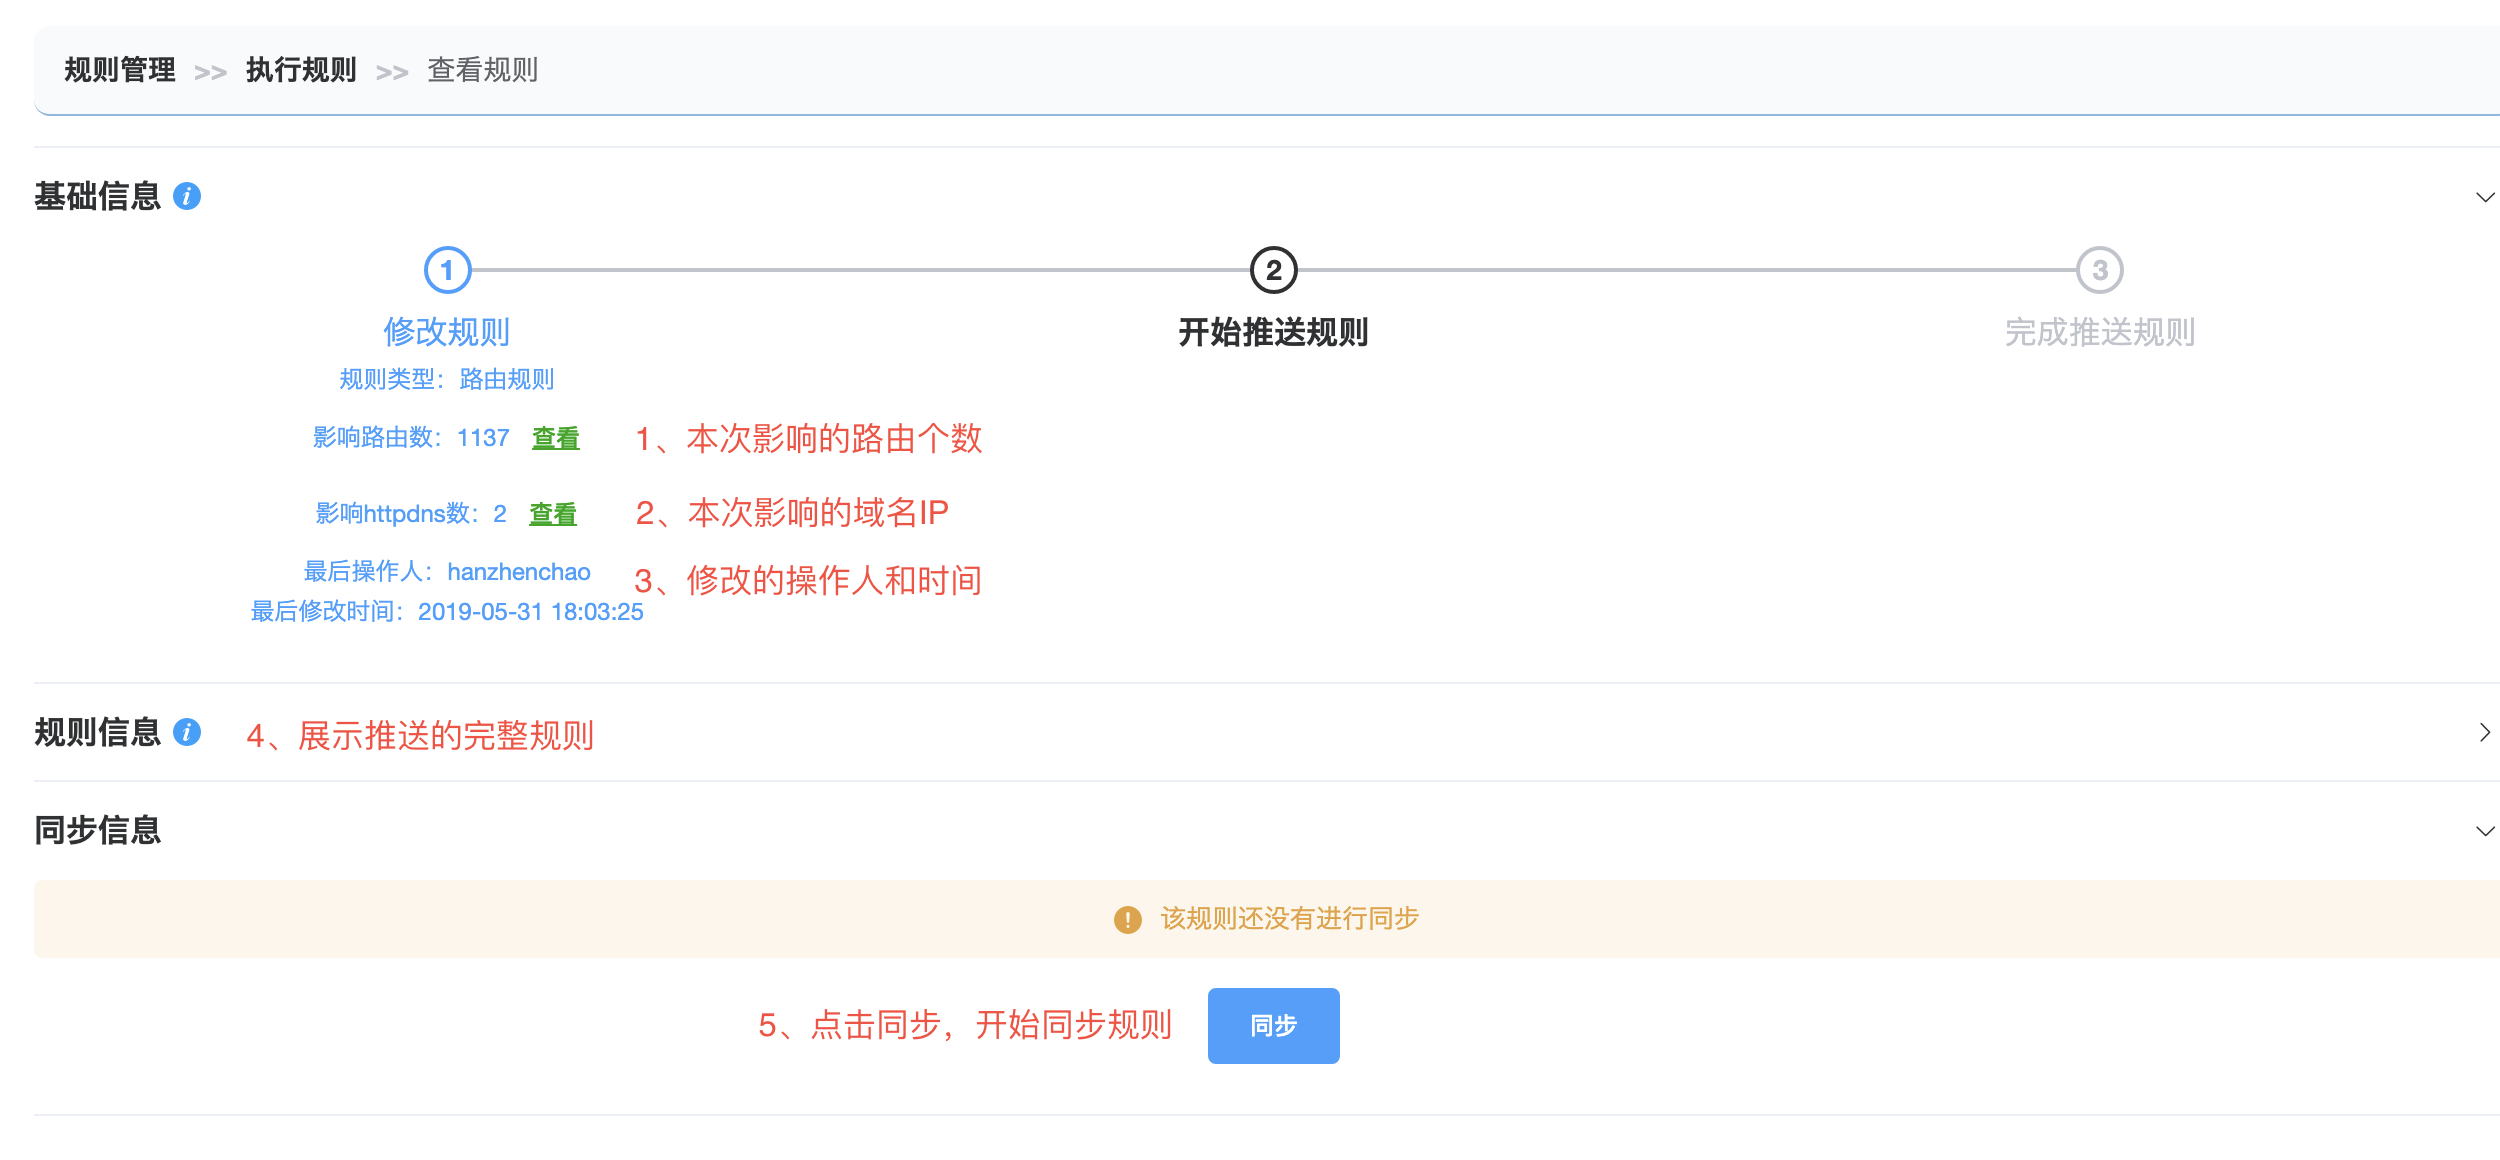 规则管理 >> 执行规则 >> 查看规则
基础信息 i
1 2 3
修改规则 开始推送规则 完成推送规则
规则类型：路由规则
影响路由数：1137 查看 1、本次影响的路由个数
影响httpdns数：2 查看 2、本次影响的域名IP
最后操作人：hanzhenchao 3、修改的操作人和时间
最后修改时间：2019-05-31 18:03:25
规则信息 i 4、展示推送的完整规则
同步信息
该规则还没有进行同步
5、点击同步，开始同步规则 同步